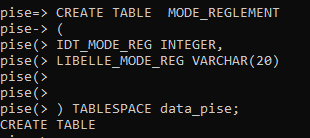 pise=> CREATE TABLE  MODE_REGLEMENT
pise-> (
pise(> IDT_MODE_REG INTEGER,
pise(> LIBELLE_MODE_REG VARCHAR(20)
pise(>
pise(>
pise(> ) TABLESPACE data_pise;
CREATE TABLE